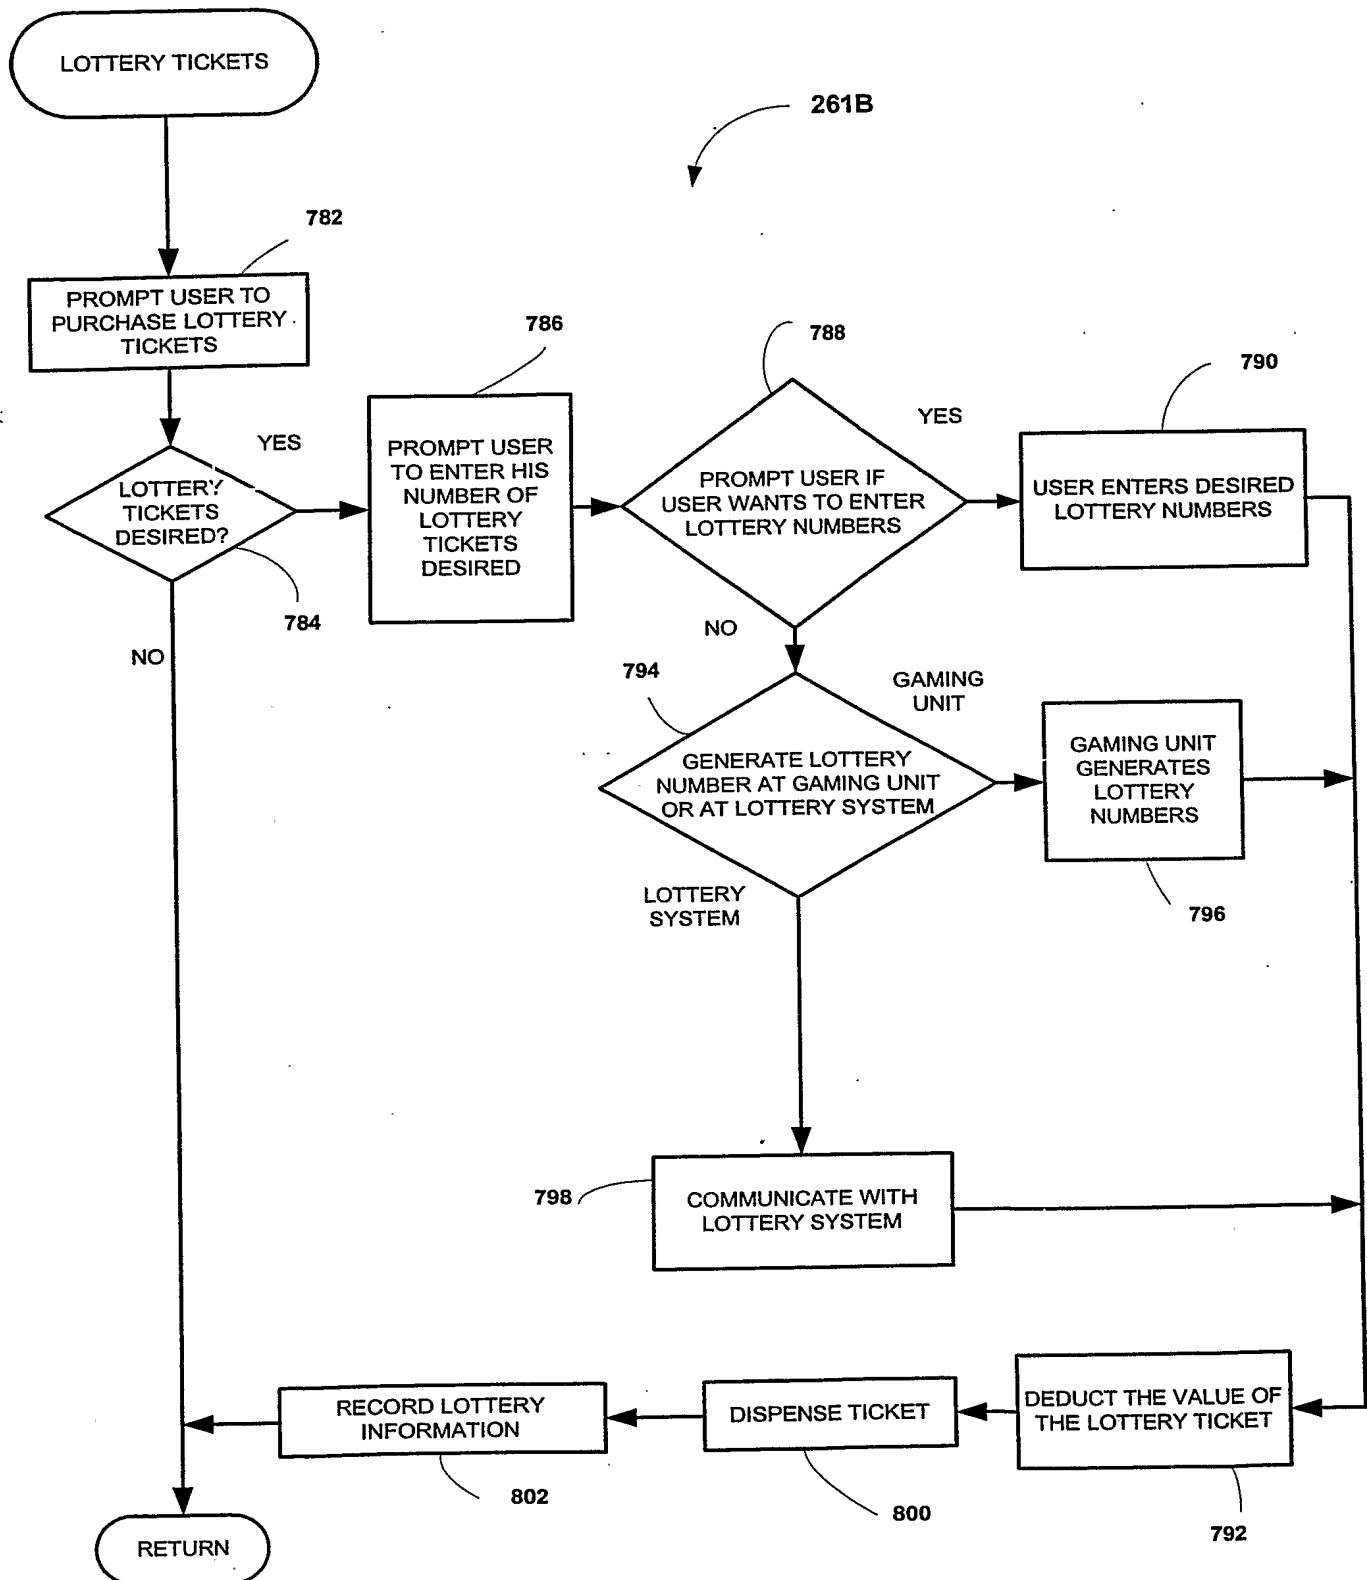 LOTTERY TICKETS
261B
782
PROMPT USER TO
PURCHASE LOTTERY
TICKETS
786
788
790
YES
LOTTERY
TICKETS
DESIRED?
784
NO
PROMPT USER
TO ENTER HIS
NUMBER OF
LOTTERY
TICKETS
DESIRED
PROMPT USER IF
USER WANTS TO ENTER
LOTTERY NUMBERS
YES
USER ENTERS DESIRED
LOTTERY NUMBERS
NO
794
GENERATE LOTTERY
NUMBER AT GAMING UNIT
OR AT LOTTERY SYSTEM
GAMING
UNIT
GAMING UNIT
GENERATES
LOTTERY
NUMBERS
796
LOTTERY
SYSTEM
798
COMMUNICATE WITH
LOTTERY SYSTEM
DEDUCT THE VALUE OF
THE LOTTERY TICKET
792
DISPENSE TICKET
800
RECORD LOTTERY
INFORMATION
802
RETURN